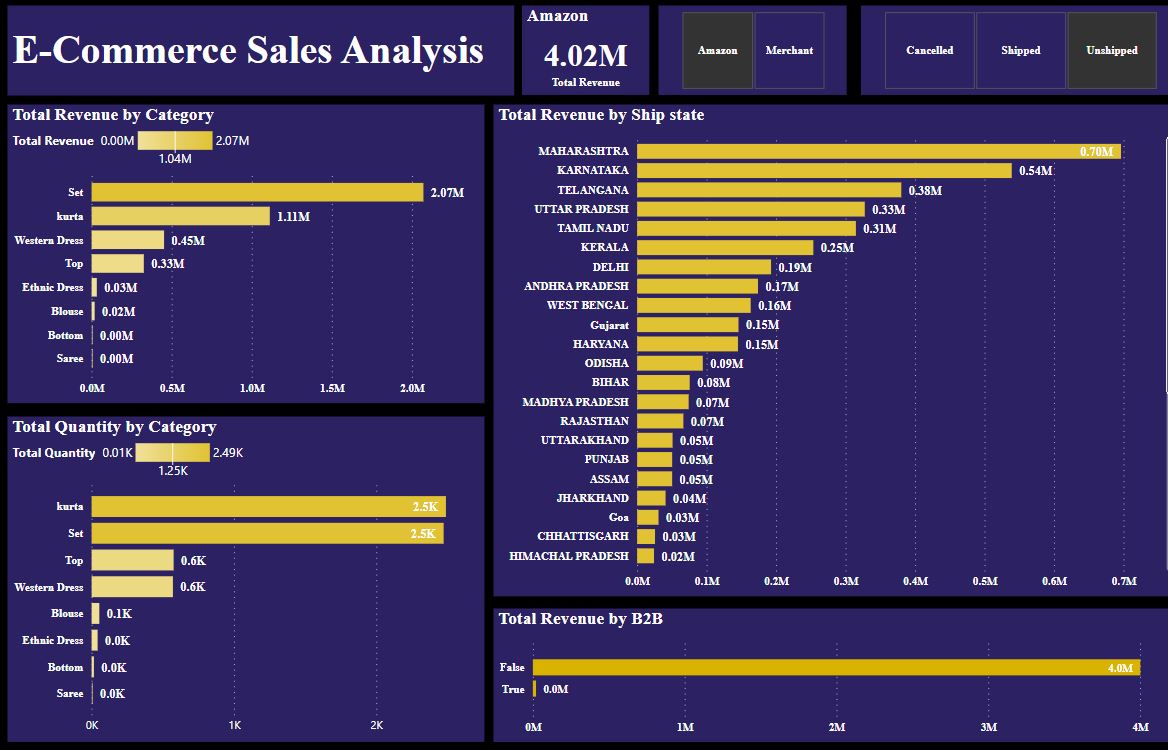 E-Commerce Sales Analysis
Amazon
4.02M
Total Revenue
Amazon
Merchant
Cancelled
Shipped
Unshipped
Total Revenue by Category
Total Revenue 0.00M 2.07M
1.04M
Set 2.07M
kurta 1.11M
Western Dress 0.45M
Top 0.33M
Ethnic Dress 0.03M
Blouse 0.02M
Bottom 0.00M
Saree 0.00M
0.0M 0.5M 1.0M 1.5M 2.0M
Total Quantity by Category
Total Quantity 0.01K 2.49K
1.25K
kurta 2.5K
Set 2.5K
Top 0.6K
Western Dress 0.6K
Blouse 0.1K
Ethnic Dress 0.0K
Bottom 0.0K
Saree 0.0K
0K 1K 2K
Total Revenue by Ship state
MAHARASHTRA 0.70M
KARNATAKA 0.54M
TELANGANA 0.38M
UTTAR PRADESH 0.33M
TAMIL NADU 0.31M
KERALA 0.25M
DELHI 0.19M
ANDHRA PRADESH 0.17M
WEST BENGAL 0.16M
Gujarat 0.15M
HARYANA 0.15M
ODISHA 0.09M
BIHAR 0.08M
MADHYA PRADESH 0.07M
RAJASTHAN 0.07M
UTTARAKHAND 0.05M
PUNJAB 0.05M
ASSAM 0.05M
JHARKHAND 0.04M
Goa 0.03M
CHHATTISGARH 0.03M
HIMACHAL PRADESH 0.02M
0.0M 0.1M 0.2M 0.3M 0.4M 0.5M 0.6M 0.7M
Total Revenue by B2B
False 4.0M
True 0.0M
0M 1M 2M 3M 4M